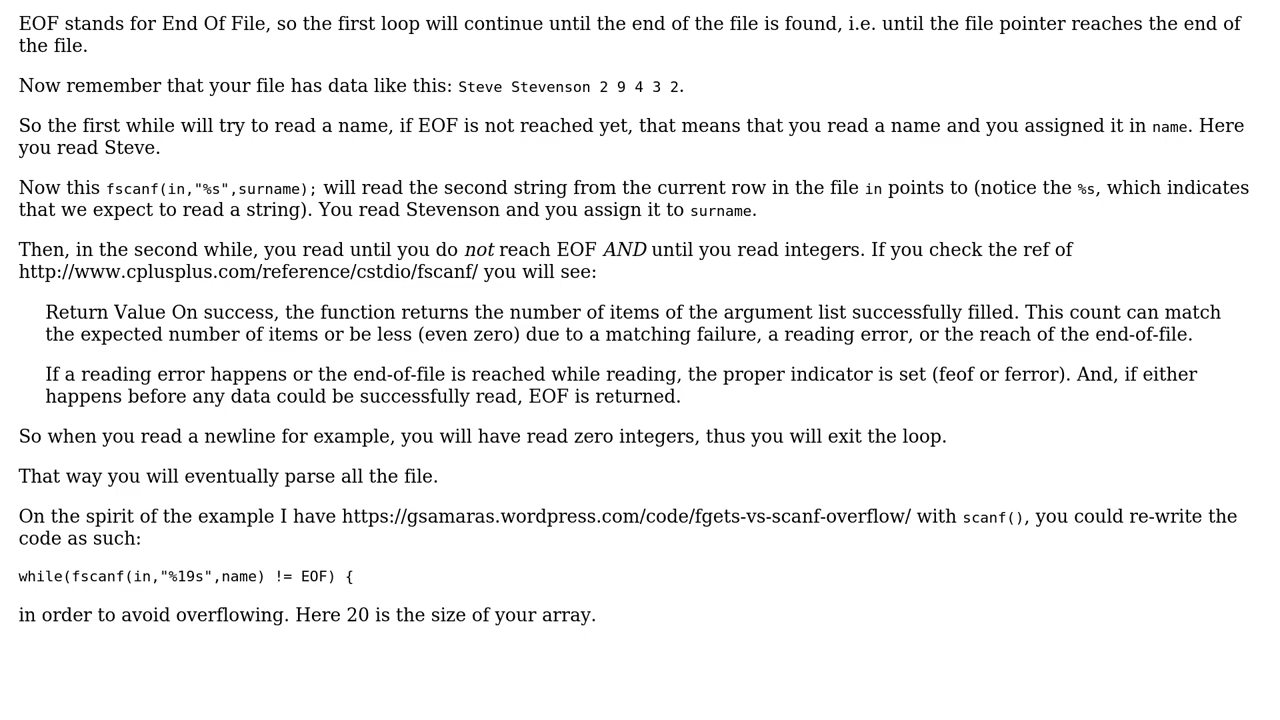 EOF stands for End Of File, so the first loop will continue until the end of the file is found, i.e. until the file pointer reaches the end of
the file.
Now remember that your file has data like this: Steve Stevenson 2 9 4 3 2.
So the first while will try to read a name, if EOF is not reached yet, that means that you read a name and you assigned it in name. Here
you read Steve.
Now this fscanf(in,"%s",surname); will read the second string from the current row in the file in points to (notice the %s, which indicates
that we expect to read a string). You read Stevenson and you assign it to surname.
Then, in the second while, you read until you do not reach EOF AND until you read integers. If you check the ref of
http://www.cplusplus.com/reference/cstdio/fscanf/ you will see:
Return Value On success, the function returns the number of items of the argument list successfully filled. This count can match
the expected number of items or be less (even zero) due to a matching failure, a reading error, or the reach of the end-of-file.
If a reading error happens or the end-of-file is reached while reading, the proper indicator is set (feof or ferror). And, if either
happens before any data could be successfully read, EOF is returned.
So when you read a newline for example, you will have read zero integers, thus you will exit the loop.
That way you will eventually parse all the file.
On the spirit of the example I have https://gsamaras.wordpress.com/code/fgets-vs-scanf-overflow/ with scanf(), you could re-write the
code as such:
while(fscanf(in,"%19s",name) != EOF) {
in order to avoid overflowing. Here 20 is the size of your array.